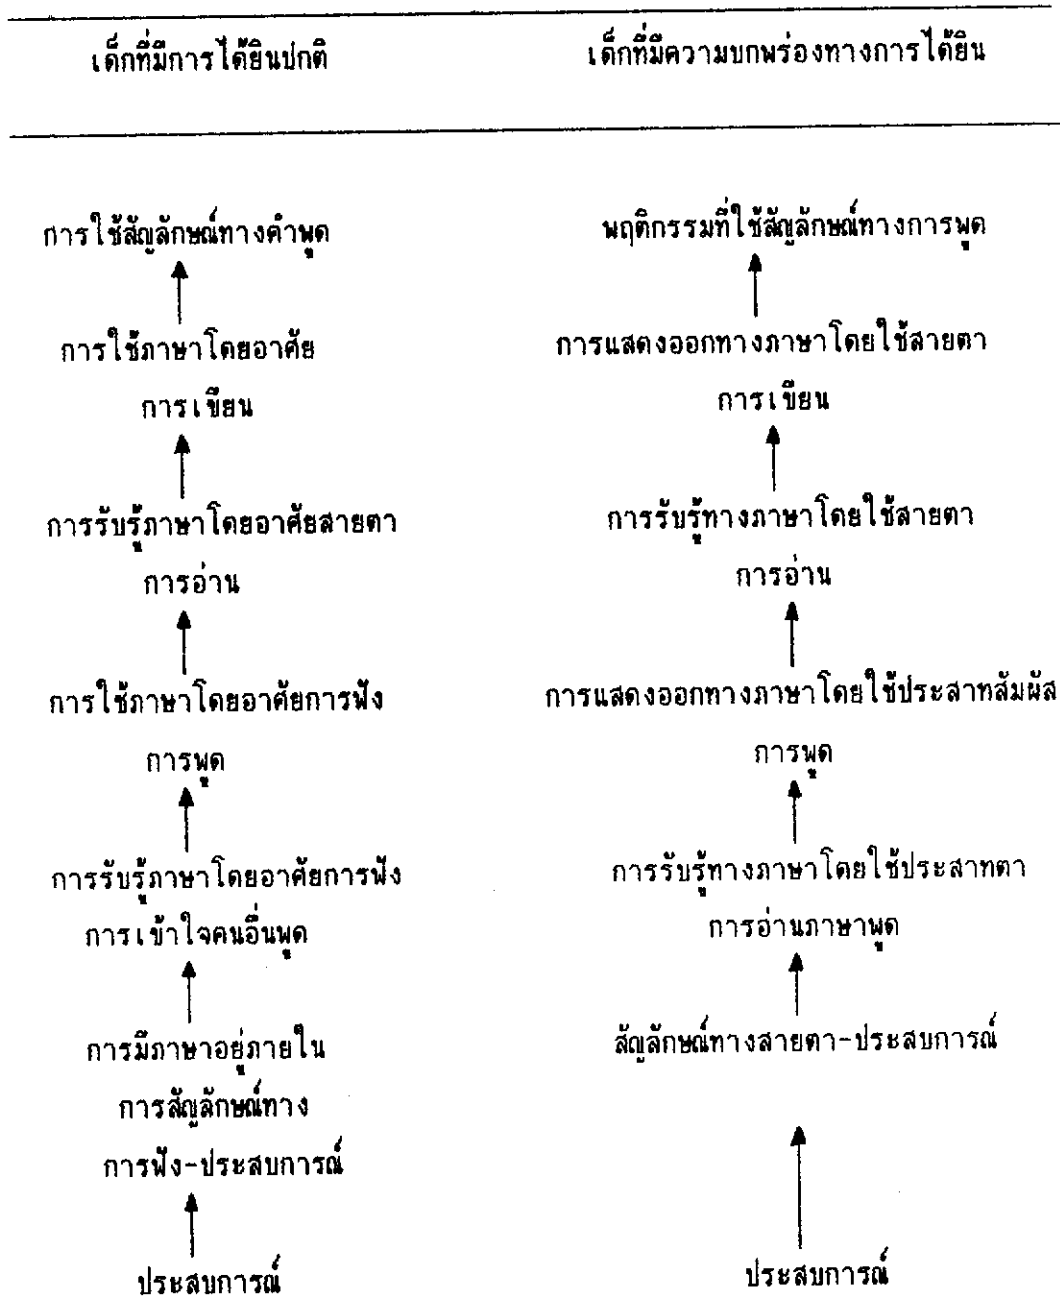 เด็กที่มีการได้ยินปกติ
เด็กที่มีความบกพร่องทางการได้ยิน
การใช้สัญลักษณ์ทางคำพูด
การใช้ภาษาโดยอาศัย
การเขียน
การรับรู้ภาษาโดยอาศัยสายตา
การอ่าน
การใช้ภาษาโดยอาศัยการฟัง
การพูด
การรับรู้ภาษาโดยอาศัยการฟัง
การเข้าใจคนอื่นพูด
การมีภาษาอยู่ภายใน
การสัญลักษณ์ทาง
การฟัง-ประสบการณ์
ประสบการณ์
พฤติกรรมที่ใช้สัญลักษณ์ทางการพูด
การแสดงออกทางภาษาโดยใช้สายตา
การเขียน
การรับรู้ทางภาษาโดยใช้สายตา
การอ่าน
การแสดงออกทางภาษาโดยใช้ประสาทสัมผัส
การพูด
การรับรู้ทางภาษาโดยใช้ประสาทตา
การอ่านภาษาพูด
สัญลักษณ์ทางสายตา-ประสบการณ์
ประสบการณ์